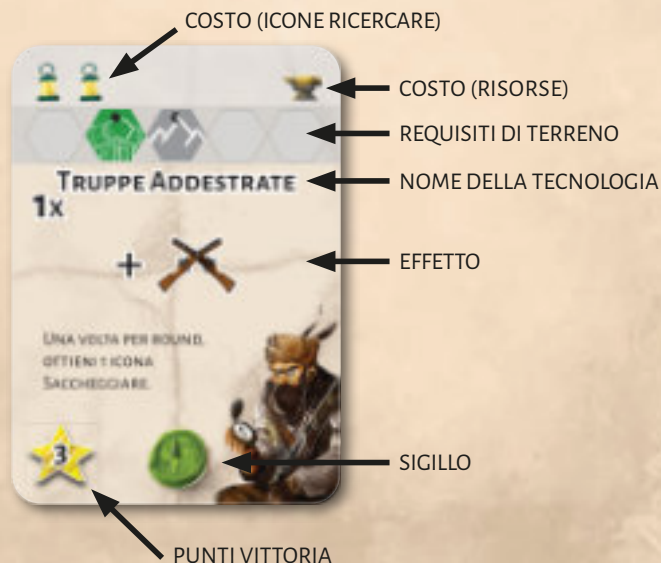 COSTO (ICONE RICERCARE)
COSTO (RISORSE)
REQUISITI DI TERRENO
TRUPPE ADDESTRATE
NOME DELLA TECNOLOGIA
1X
+
EFFETTO
UNA VOLTA PER ROUND,
OTTIENI 1 ICONA
SACCHEGGIARE.
3
SIGILLO
PUNTI VITTORIA